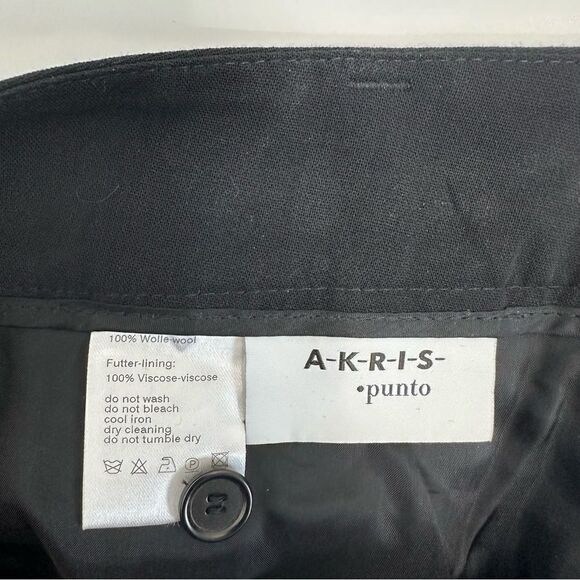 100% Wolle-wool
Futter-lining:
100% Viscose-viscose
do not wash
do not bleach
cool iron
dry cleaning
do not tumble dry
P
A-K-R-I-S-
•punto